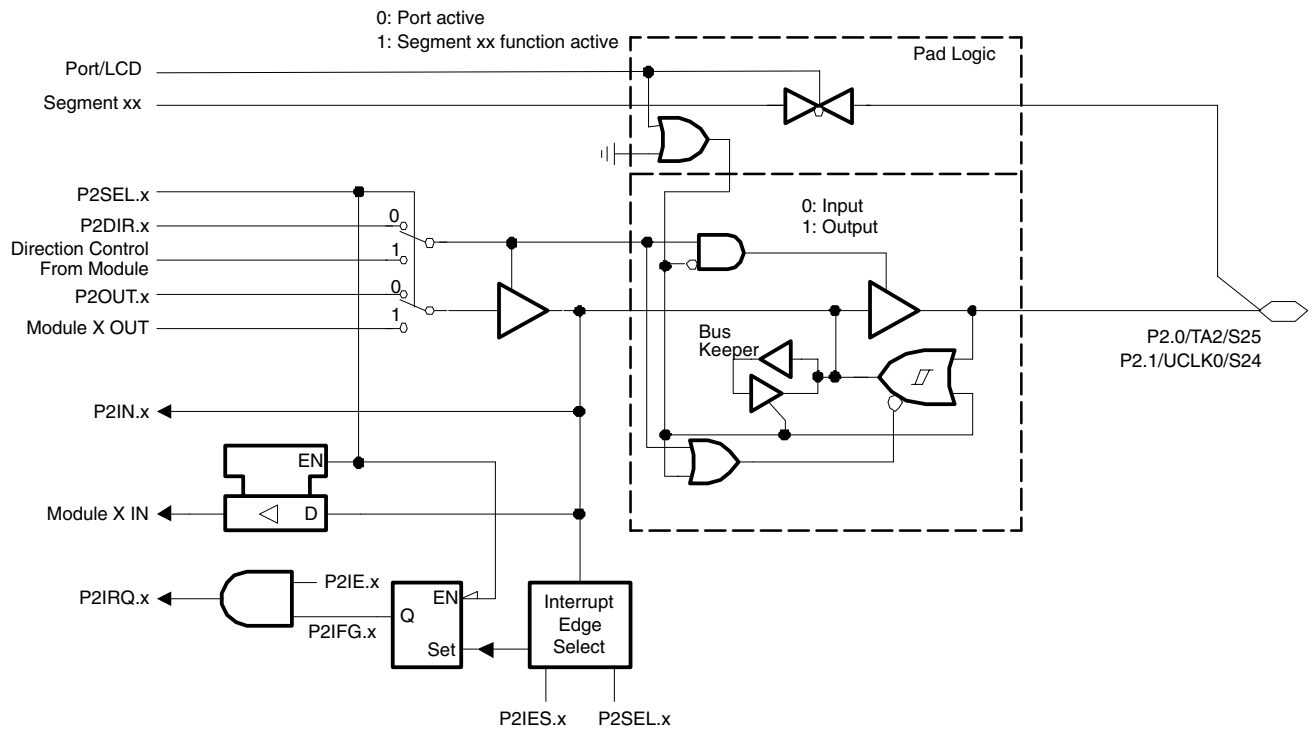 0: Port active
1: Segment xx function active
Pad Logic
Port/LCD
Segment xx
P2SEL.x
P2DIR.x
0
Direction Control
From Module
1
P2OUT.x
0
Module X OUT
1
0: Input
1: Output
Bus
Keeper
P2.0/TA2/S25
P2.1/UCLK0/S24
P2IN.x
EN
Module X IN
D
P2IE.x
P2IRQ.x
P2IFG.x
EN
Q
Set
Interrupt
Edge
Select
P2IES.x
P2SEL.x